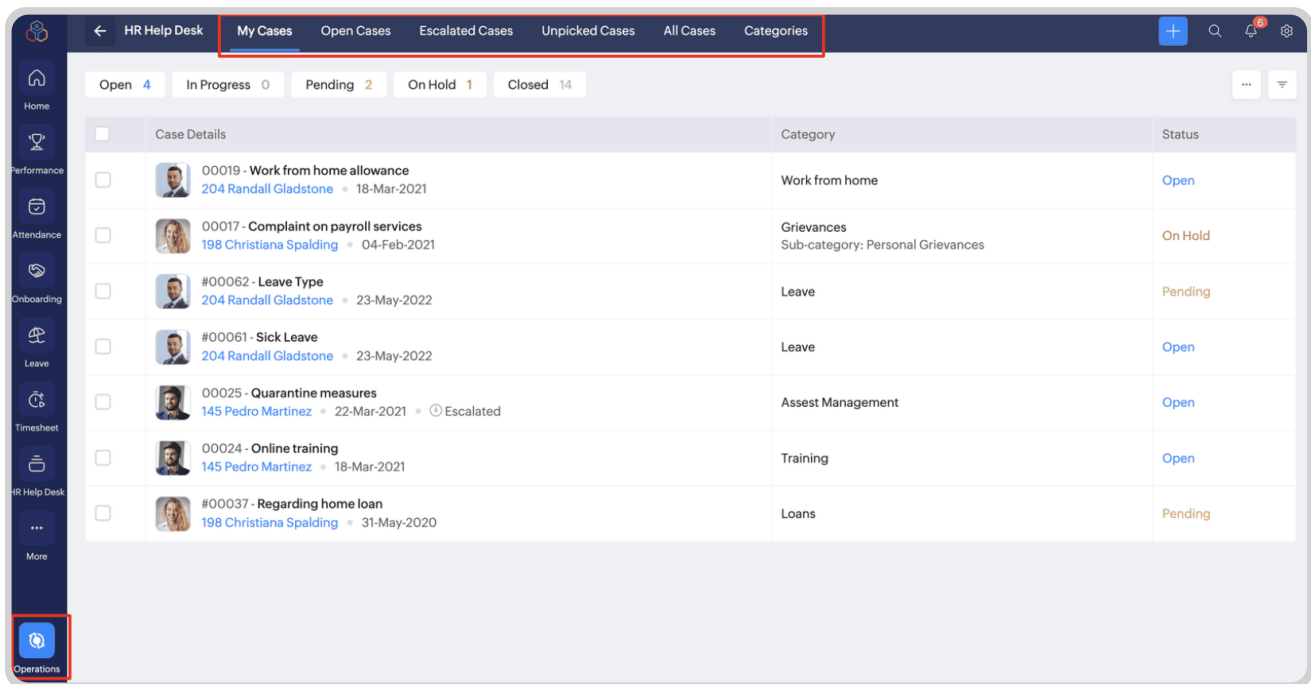 HR Help Desk My Cases Open Cases Escalated Cases Unpicked Cases All Cases Categories 6
Home
Performance
Attendance
Onboarding
Leave
Timesheet
HR Help Desk
More
Operations
Open 4 In Progress 0 Pending 2 On Hold 1 Closed 14
Case Details Category Status
00019 - Work from home allowance
204 Randall Gladstone 18-Mar-2021
Work from home
Open
00017 - Complaint on payroll services
198 Christiana Spalding 04-Feb-2021
Grievances
Sub-category: Personal Grievances
On Hold
#00062 - Leave Type
204 Randall Gladstone 23-May-2022
Leave
Pending
#00061 - Sick Leave
204 Randall Gladstone 23-May-2022
Leave
Open
00025 - Quarantine measures
145 Pedro Martinez 22-Mar-2021 Escalated
Assest Management
Open
00024 - Online training
145 Pedro Martinez 18-Mar-2021
Training
Open
#00037 - Regarding home loan
198 Christiana Spalding 31-May-2020
Loans
Pending